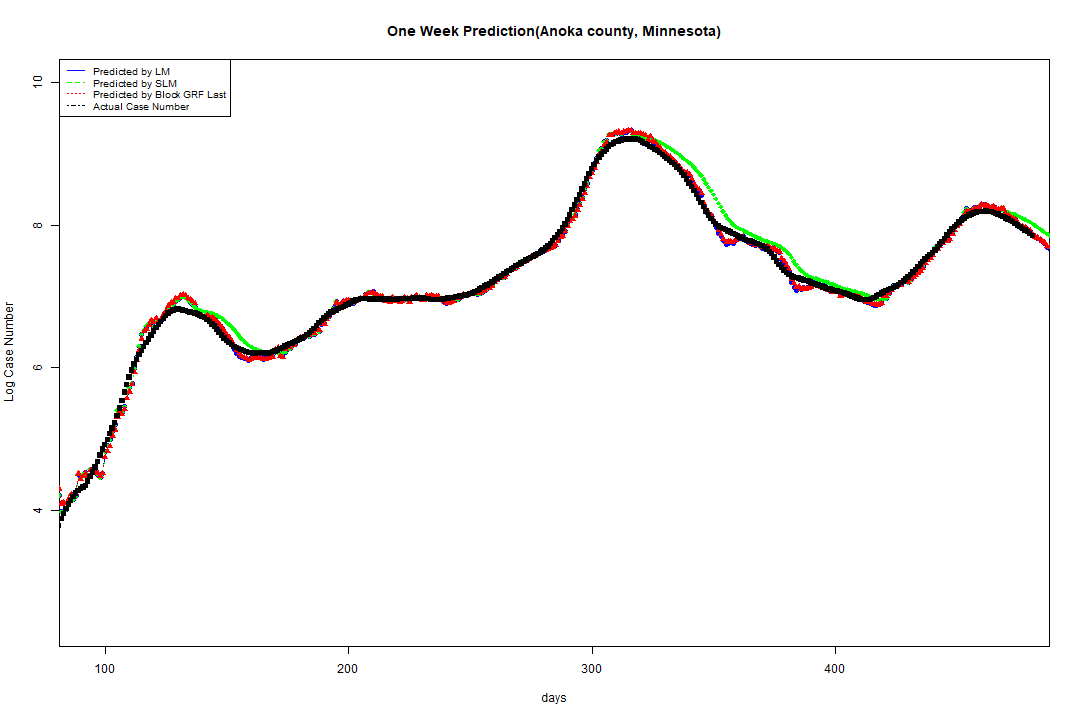 One Week Prediction(Anoka county, Minnesota)
Predicted by LM
Predicted by SLM
Predicted by Block GRF Last
Actual Case Number
10
8
6
4
Log Case Number
100 200 300 400
days